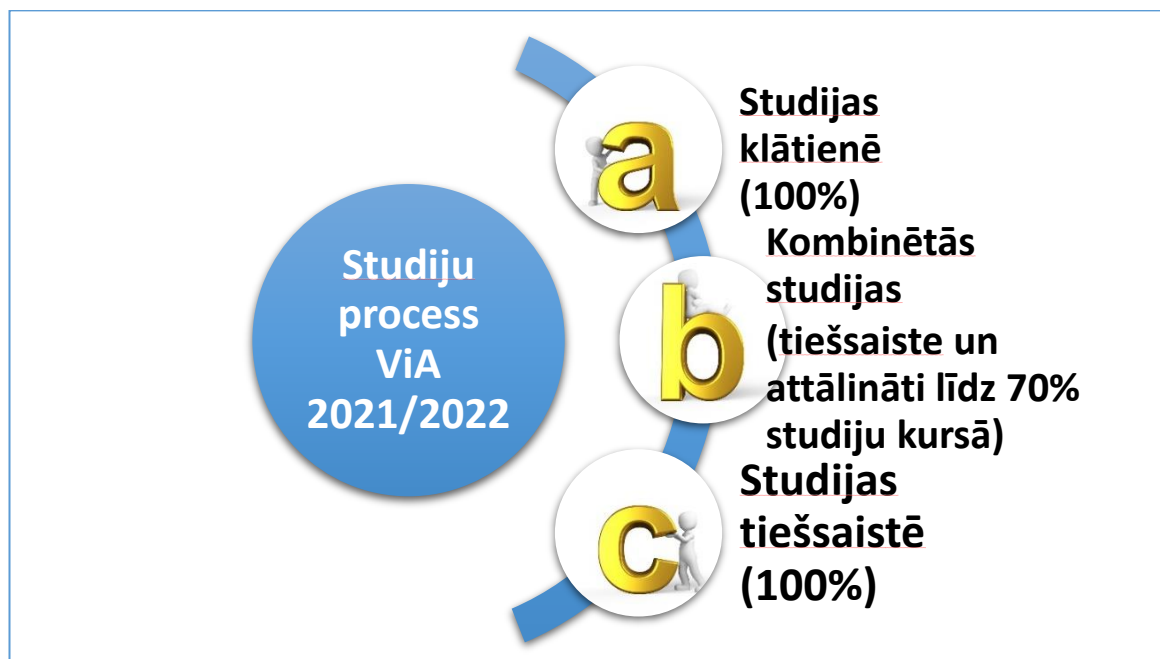 Studiju
process
ViA
2021/2022
a
Studijas
klātienē
(100%)
b
Kombinētās
studijas
(tiešsaiste un
attālināti līdz 70%
studiju kursā)
c
Studijas
tiešsaistē
(100%)